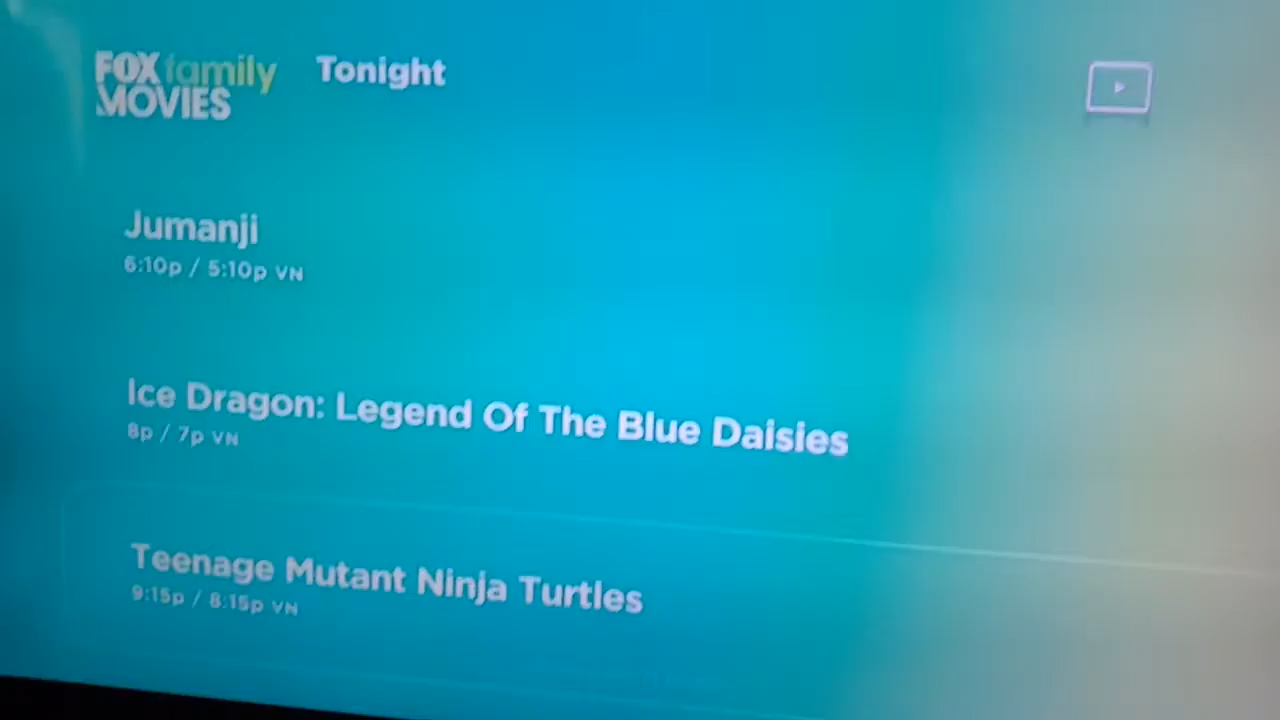 FOX family Tonight
MOVIES
Jumanji
6:10p / 5:10p VN
Ice Dragon: Legend Of The Blue Daisies
8p / 7p VN
Teenage Mutant Ninja Turtles
9:15p / 8:15p VN